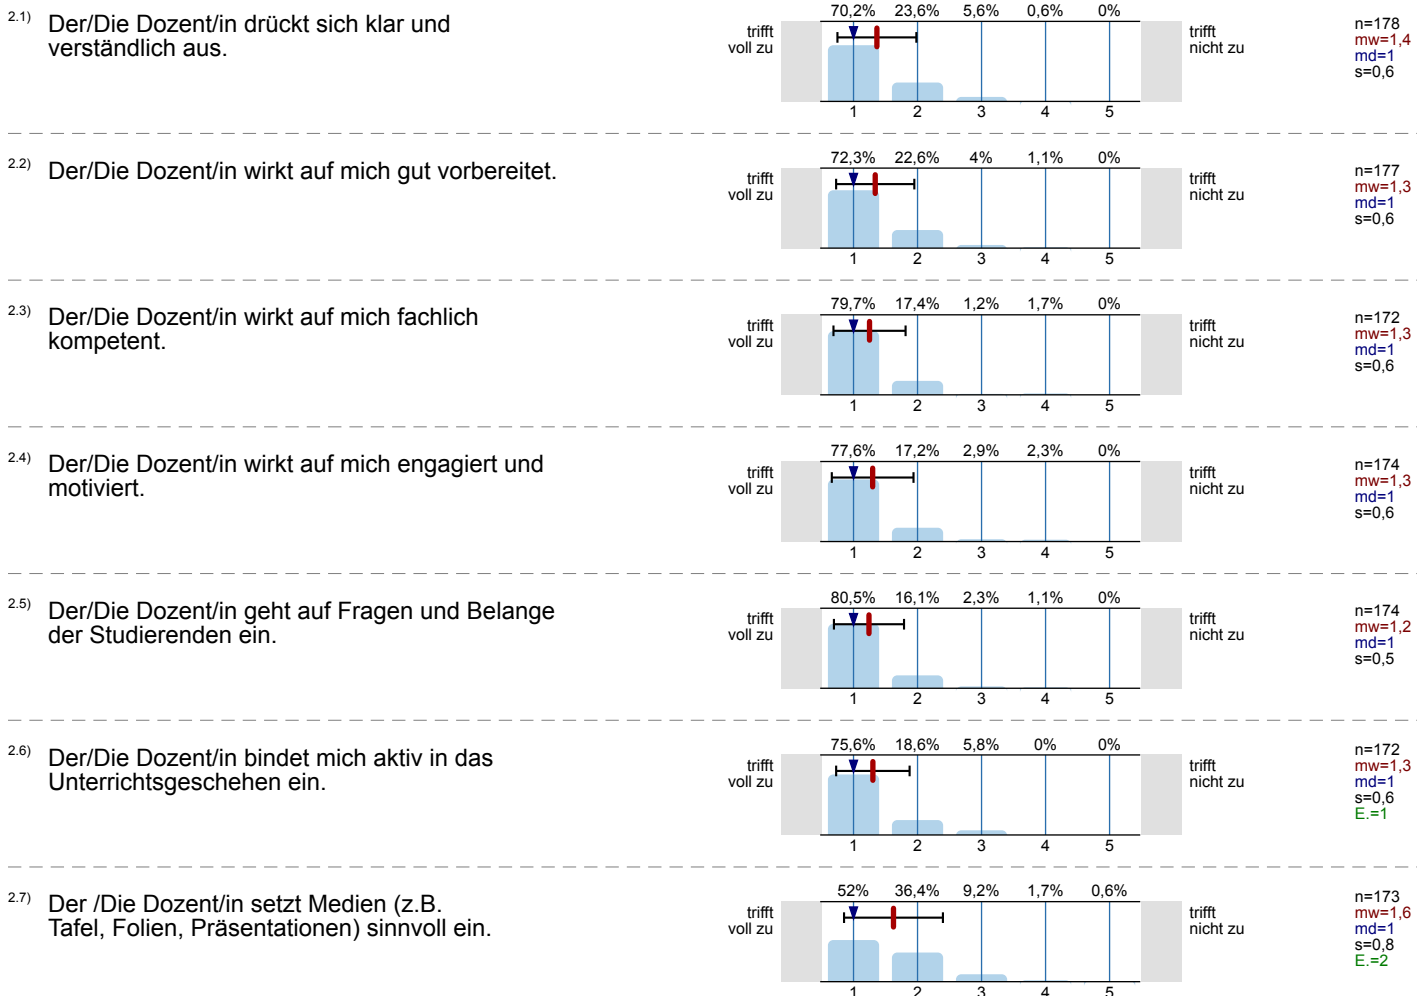 2.1) Der/Die Dozent/in drückt sich klar und
verständlich aus.
trifft
voll zu
70,2% 23,6% 5,6% 0,6% 0%
1 2 3 4 5
trifft
nicht zu
n=178
mw=1,4
md=1
s=0,6
2.2) Der/Die Dozent/in wirkt auf mich gut vorbereitet.
trifft
voll zu
72,3% 22,6% 4% 1,1% 0%
1 2 3 4 5
trifft
nicht zu
n=177
mw=1,3
md=1
s=0,6
2.3) Der/Die Dozent/in wirkt auf mich fachlich
kompetent.
trifft
voll zu
79,7% 17,4% 1,2% 1,7% 0%
1 2 3 4 5
trifft
nicht zu
n=172
mw=1,3
md=1
s=0,6
2.4) Der/Die Dozent/in wirkt auf mich engagiert und
motiviert.
trifft
voll zu
77,6% 17,2% 2,9% 2,3% 0%
1 2 3 4 5
trifft
nicht zu
n=174
mw=1,3
md=1
s=0,6
2.5) Der/Die Dozent/in geht auf Fragen und Belange
der Studierenden ein.
trifft
voll zu
80,5% 16,1% 2,3% 1,1% 0%
1 2 3 4 5
trifft
nicht zu
n=174
mw=1,2
md=1
s=0,5
2.6) Der/Die Dozent/in bindet mich aktiv in das
Unterrichtsgeschehen ein.
trifft
voll zu
75,6% 18,6% 5,8% 0% 0%
1 2 3 4 5
trifft
nicht zu
n=172
mw=1,3
md=1
s=0,6
E.=1
2.7) Der /Die Dozent/in setzt Medien (z.B.
Tafel, Folien, Präsentationen) sinnvoll ein.
trifft
voll zu
52% 36,4% 9,2% 1,7% 0,6%
1 2 3 4 5
trifft
nicht zu
n=173
mw=1,6
md=1
s=0,8
E.=2